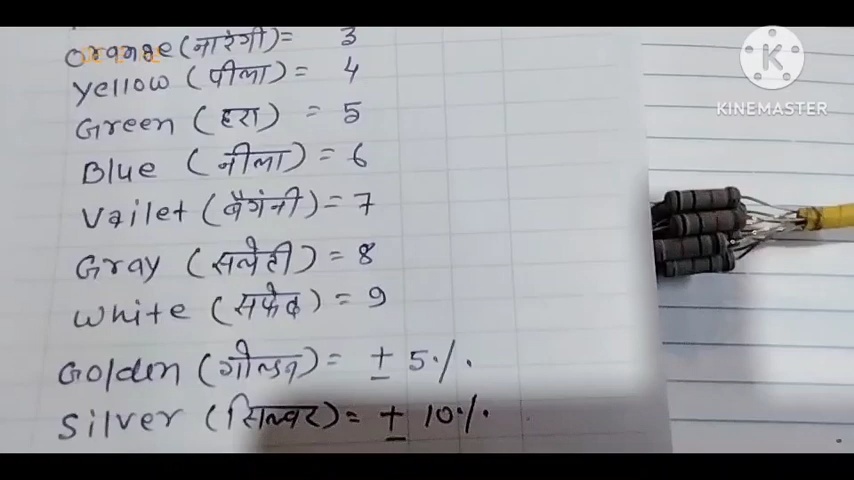 Orange (नारंगी) = 3
Yellow (पीला) = 4
Green (हरा) = 5
Blue (नीला) = 6
Vailet (बैगंनी) = 7
Gray (सलेटी) = 8
White (सफेद) = 9
Golden (गोल्डन) = ± 5%.
Silver (सिल्वर) = ± 10%.
K
KINEMASTER